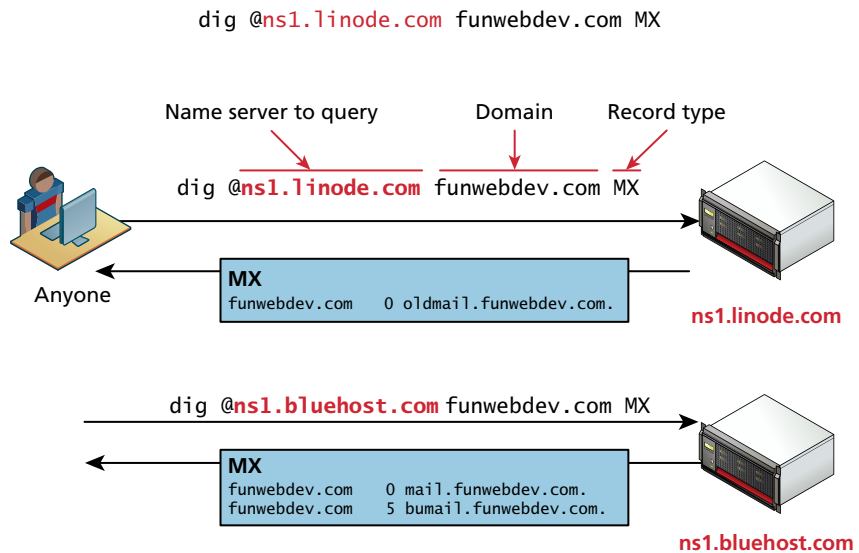 dig @ns1.linode.com funwebdev.com MX
Name server to query Domain Record type
dig @ns1.linode.com funwebdev.com MX
MX
funwebdev.com 0 oldmail.funwebdev.com.
Anyone
ns1.linode.com
dig @ns1.bluehost.com funwebdev.com MX
MX
funwebdev.com 0 mail.funwebdev.com.
funwebdev.com 5 bumail.funwebdev.com.
ns1.bluehost.com